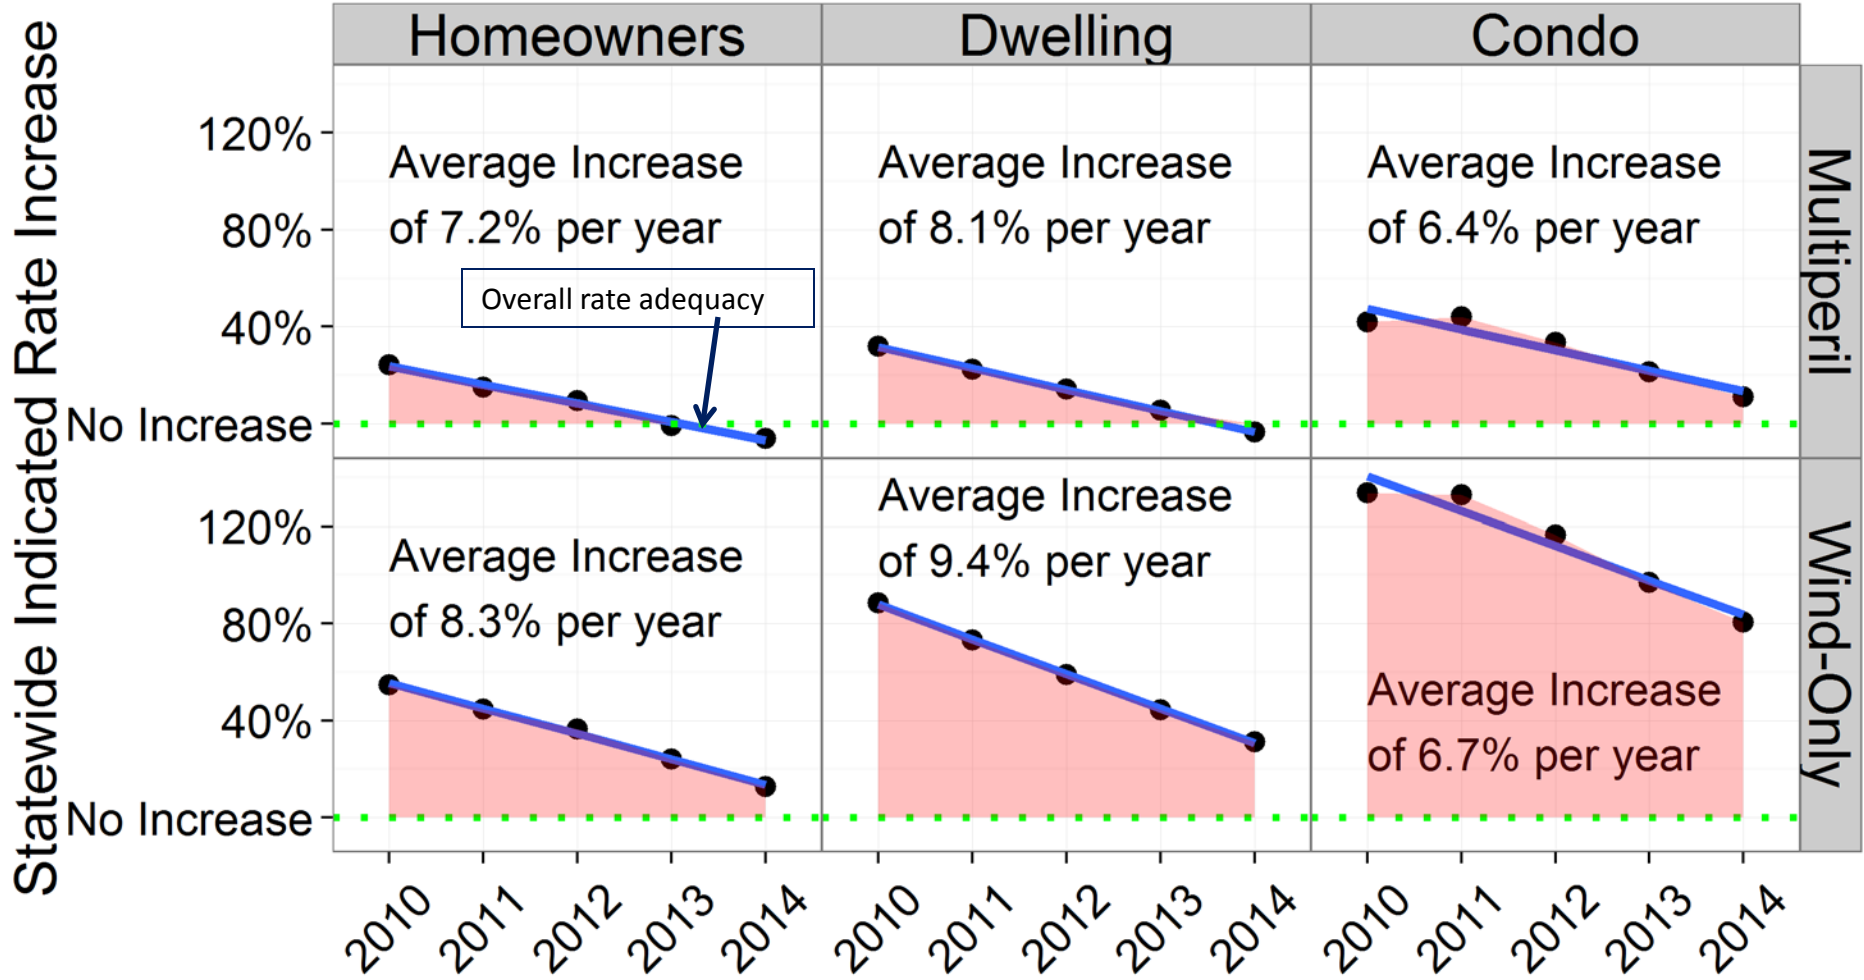 Homeowners
Dwelling
Condo
Statewide Indicated Rate Increase
120%
80%
40%
No Increase
Average Increase
of 7.2% per year
Overall rate adequacy
Average Increase
of 8.1% per year
Average Increase
of 6.4% per year
Multiperil
120%
80%
40%
No Increase
Average Increase
of 8.3% per year
Average Increase
of 9.4% per year
Average Increase
of 6.7% per year
Wind-Only
2010 2011 2012 2013 2014
2010 2011 2012 2013 2014
2010 2011 2012 2013 2014